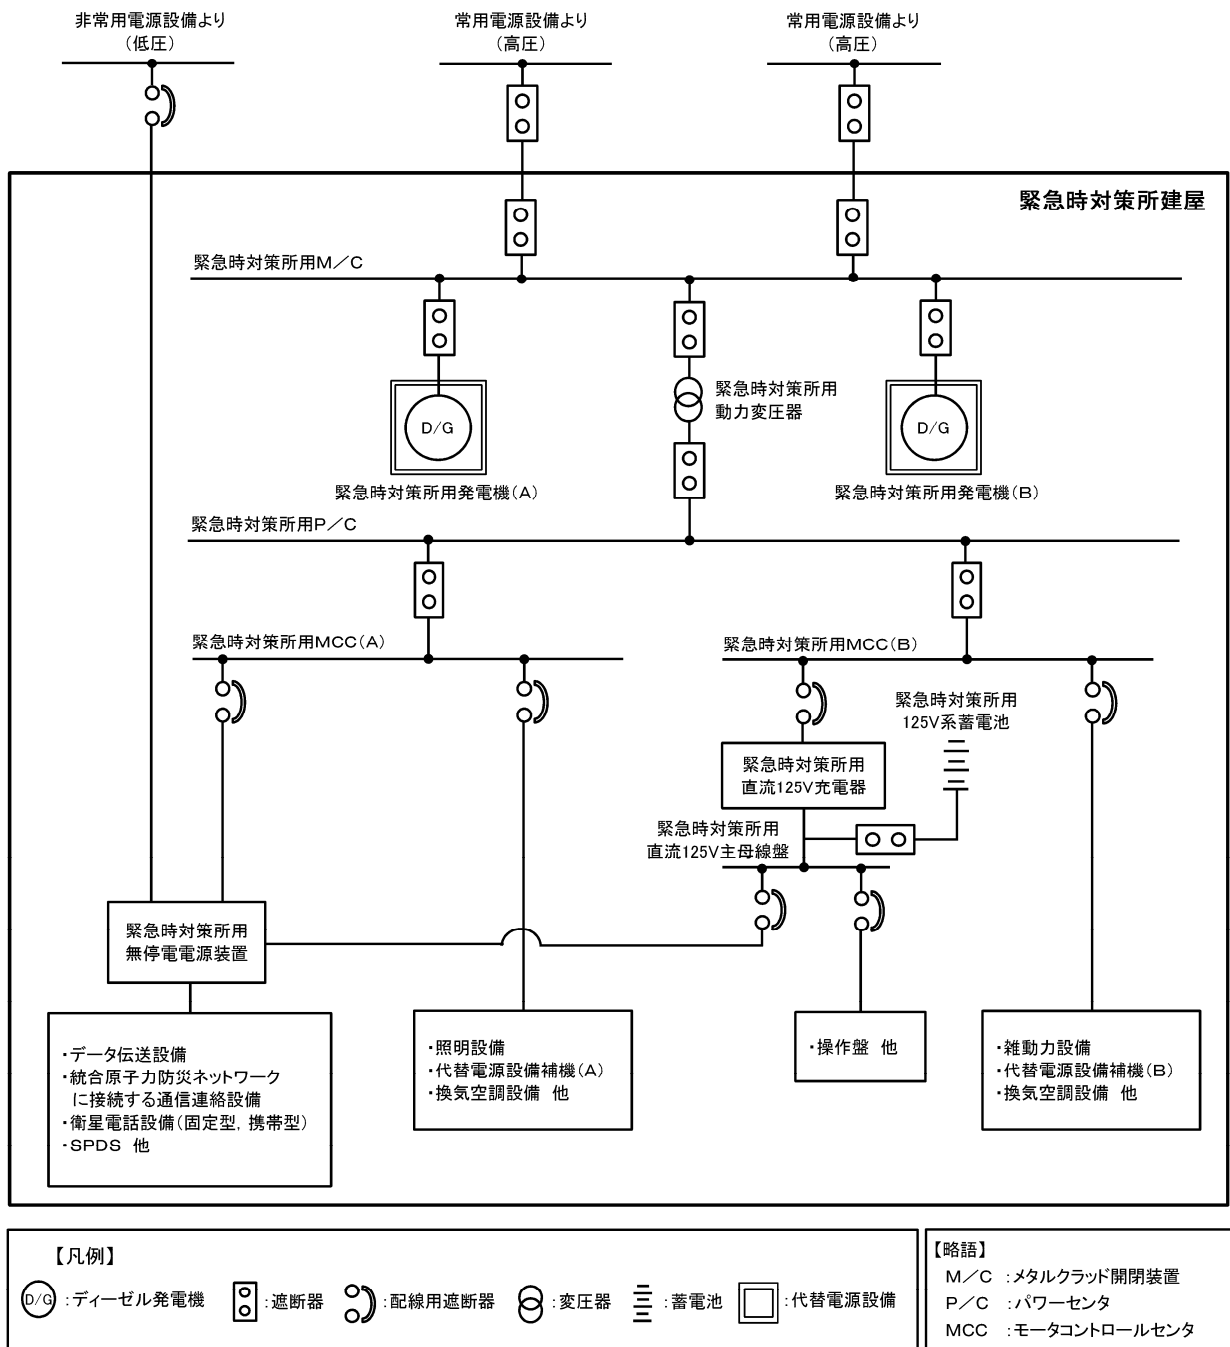 非常用電源設備より
（低圧）
常用電源設備より
（高圧）
常用電源設備より
（高圧）
緊急時対策所建屋
緊急時対策所用M／C
D/G
緊急時対策所用発電機（A）
緊急時対策所用
動力変圧器
D/G
緊急時対策所用発電機（B）
緊急時対策所用P／C
緊急時対策所用MCC（A）
緊急時対策所用MCC（B）
緊急時対策所用
125V系蓄電池
緊急時対策所用
直流125V充電器
緊急時対策所用
直流125V主母線盤
緊急時対策所用
無停電電源装置
・データ伝送設備
・統合原子力防災ネットワーク
に接続する通信連絡設備
・衛星電話設備（固定型，携帯型）
・SPDS 他
・照明設備
・代替電源設備補機（A）
・換気空調設備 他
・操作盤 他
・雑動力設備
・代替電源設備補機（B）
・換気空調設備 他
【凡例】
D/G：ディーゼル発電機
：遮断器
：配線用遮断器
：変圧器
：蓄電池
：代替電源設備
【略語】
M／C ：メタルクラッド開閉装置
P／C ：パワーセンタ
MCC ：モータコントロールセンタ